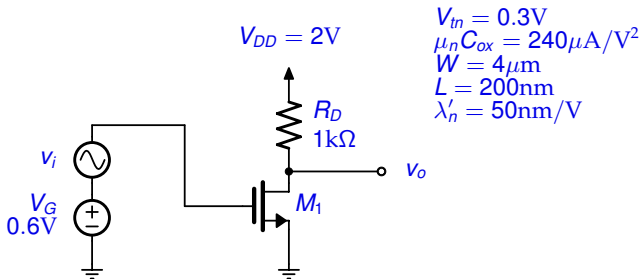 V_DD = 2V
V_tn = 0.3V
μ_nC_ox = 240μA/V²
W = 4μm
L = 200nm
λ′_n = 50nm/V
R_D
1kΩ
v_i
v_o
V_G
0.6V
M₁